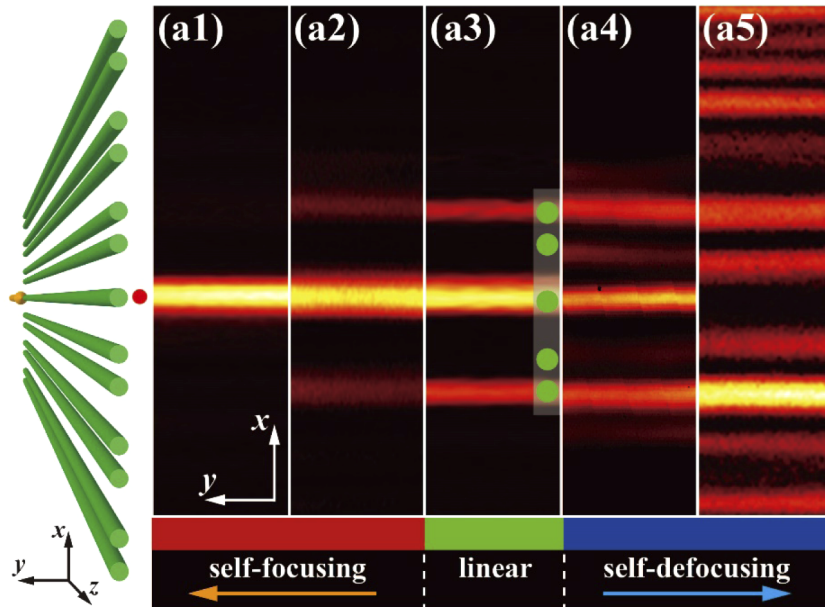 (a1) (a2) (a3) (a4) (a5)
x
y
x
y
z
self-focusing linear self-defocusing